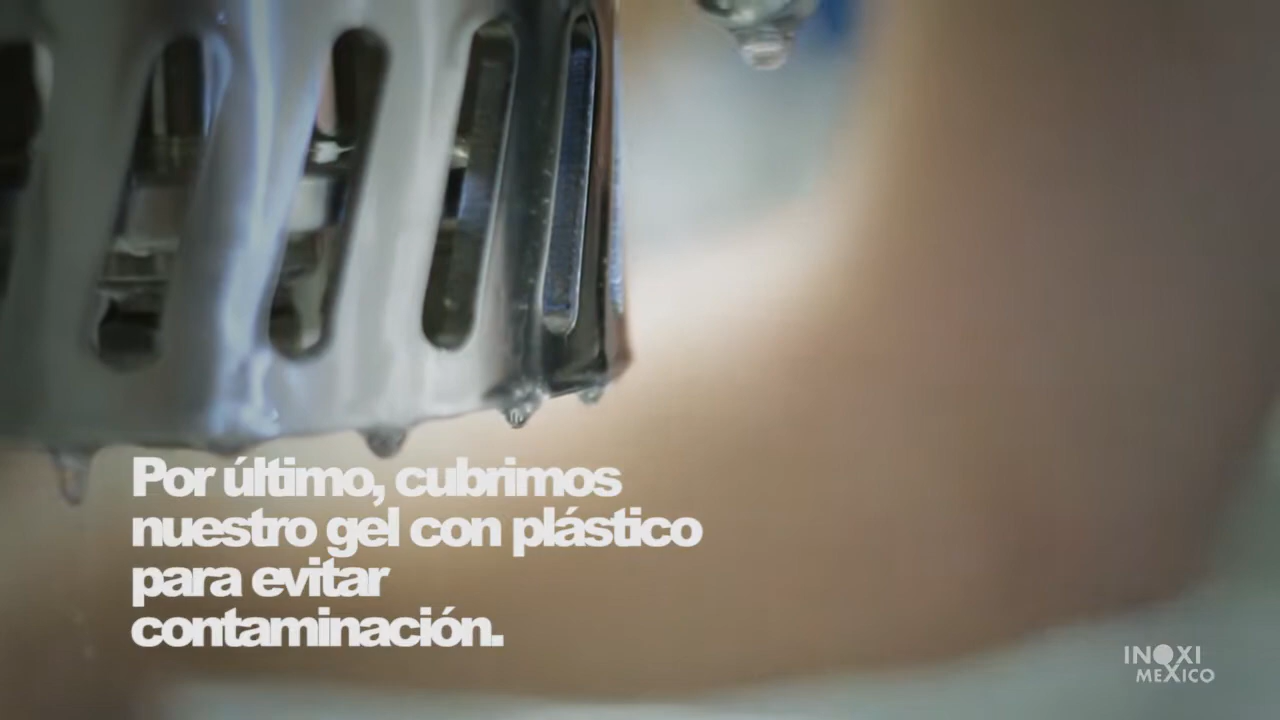 Por último, cubrimos
nuestro gel con plástico
para evitar
contaminación.
INOXI
MEXICO